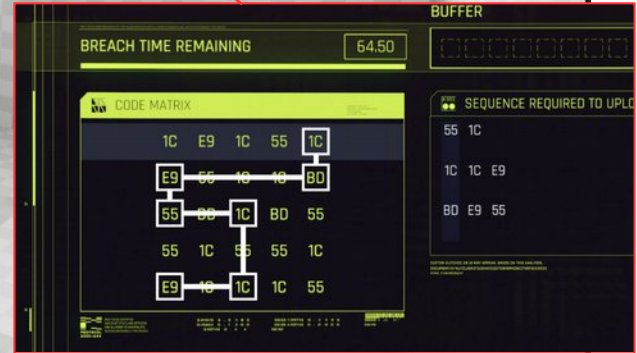 BUFFER
BREACH TIME REMAINING 64.50
CODE MATRIX
SEQUENCE REQUIRED TO UPLO
1C E9 1C 55 1C
E9 55 1C 1C BD
55 BD 1C BD 55
55 1C 55 55 1C
E9 1C 1C 1C 55
55 1C
1C 1C E9
BD E9 55